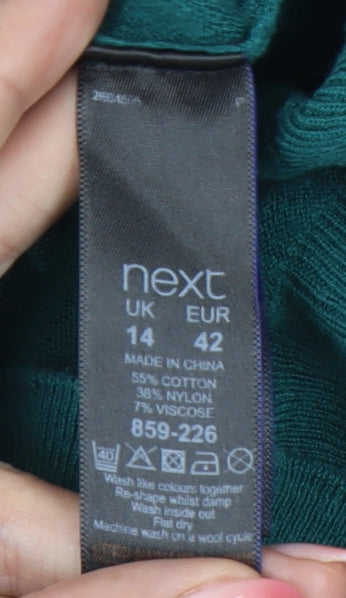 next
UK EUR
14 42
MADE IN CHINA
55% COTTON
38% NYLON
7% VISCOSE
859-226
40
Wash like colours together
Re-shape whilst damp
Wash inside out
Flat dry
Machine wash on a wool cycle